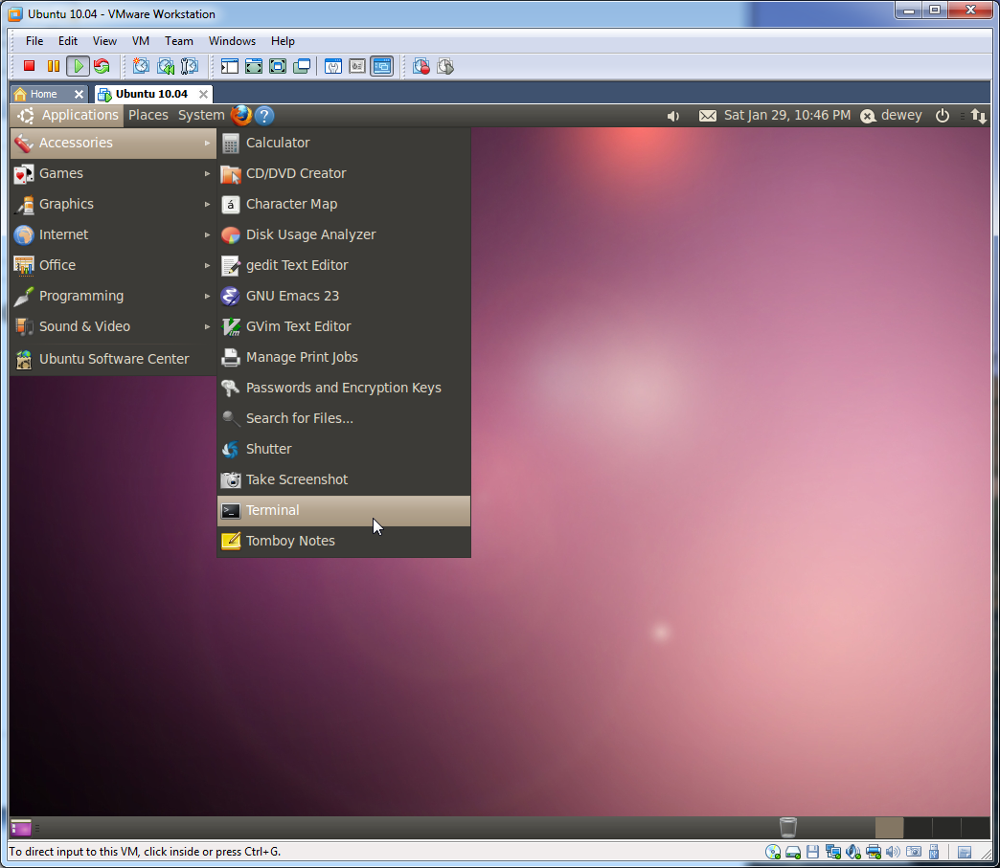 Ubuntu 10.04 - VMware Workstation
File Edit View VM Team Windows Help
Home Ubuntu 10.04
Applications Places System ? Sat Jan 29, 10:46 PM dewey
Accessories
Games
Graphics
Internet
Office
Programming
Sound & Video
Ubuntu Software Center
Calculator
CD/DVD Creator
á Character Map
Disk Usage Analyzer
gedit Text Editor
GNU Emacs 23
GVim Text Editor
Manage Print Jobs
Passwords and Encryption Keys
Search for Files...
Shutter
Take Screenshot
>_ Terminal
Tomboy Notes
To direct input to this VM, click inside or press Ctrl+G.